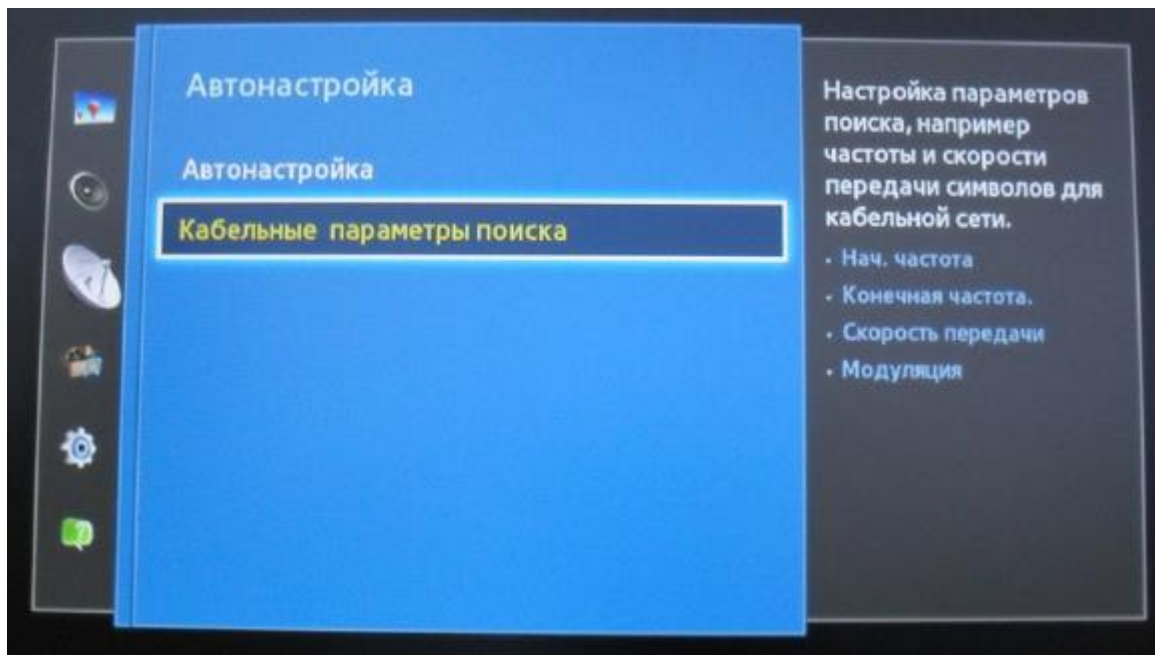 Автонастройка
Автонастройка
Кабельные параметры поиска
Настройка параметров
поиска, например
частоты и скорости
передачи символов для
кабельной сети.
• Нач. частота
• Конечная частота.
• Скорость передачи
• Модуляция